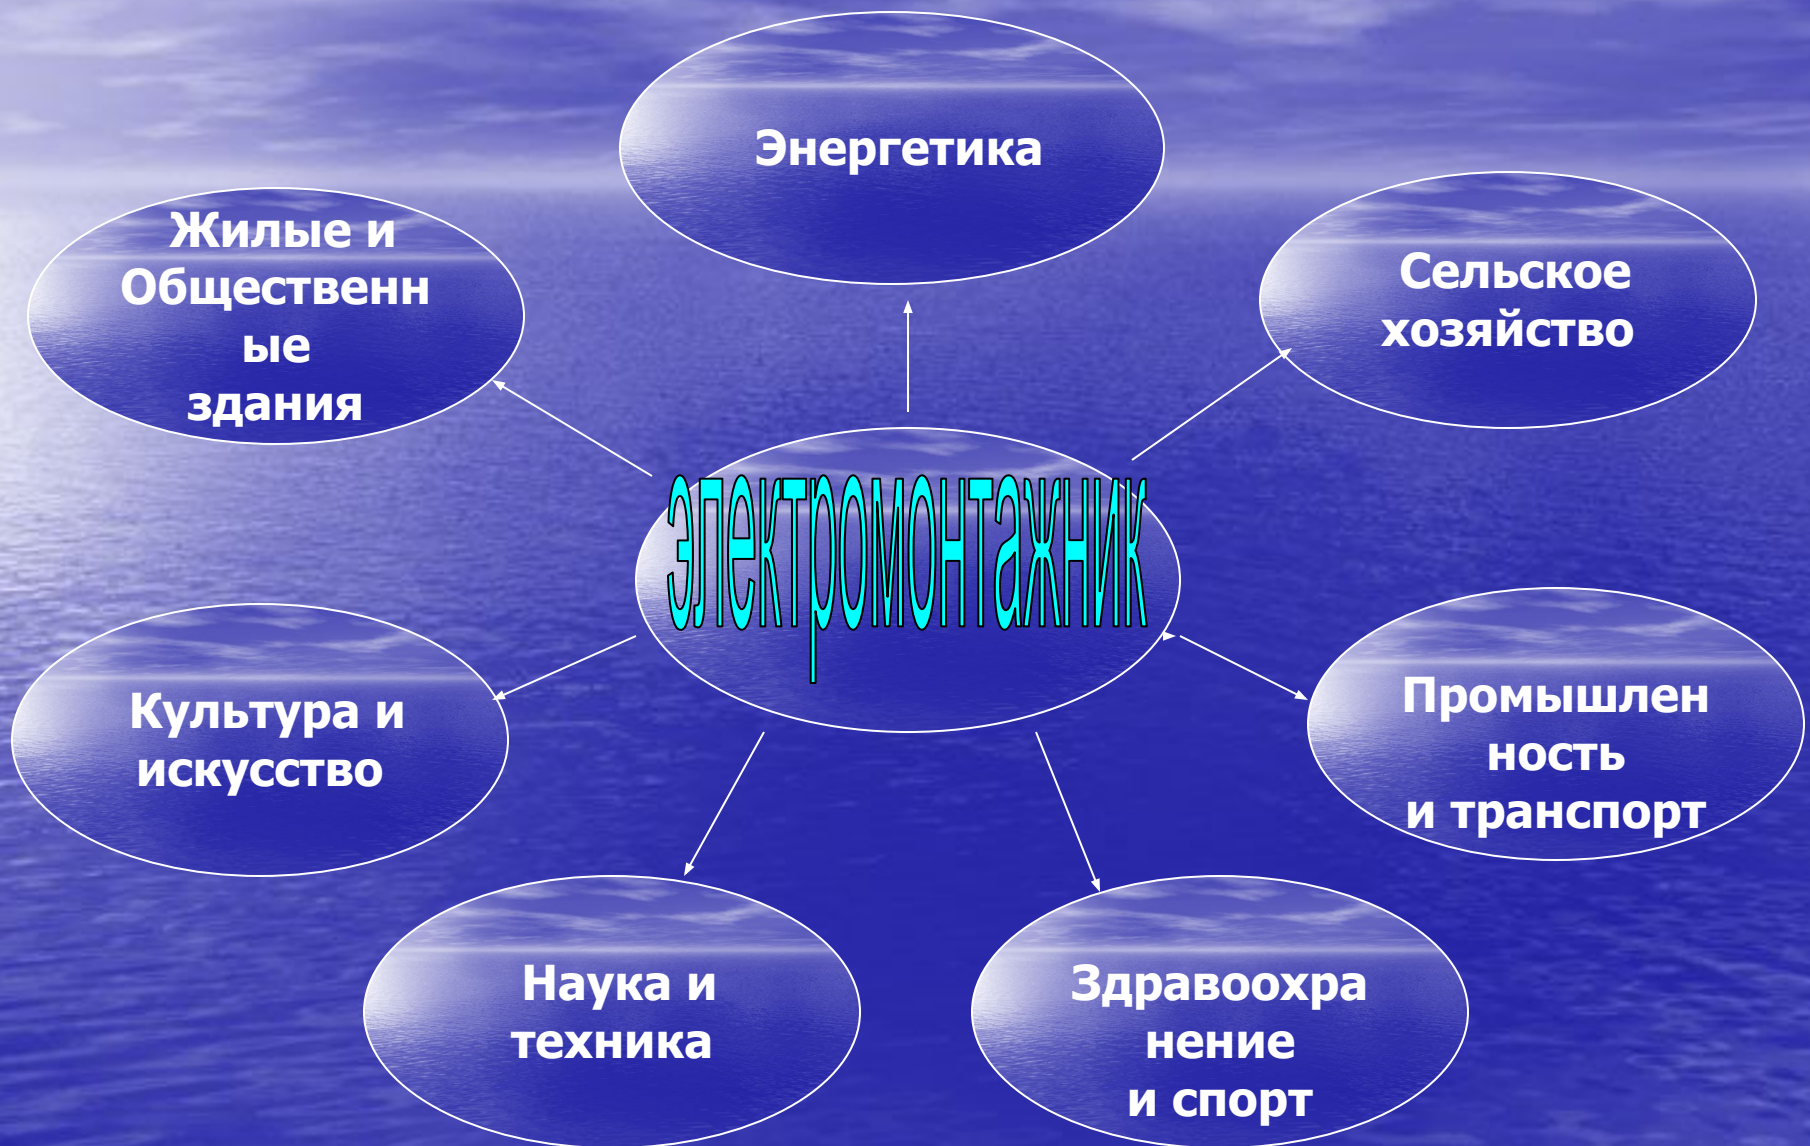 Энергетика
Жилые и
Общественн
ые
здания
Сельское
хозяйство
электромонтажник
Культура и
искусство
Промышлен
ность
и транспорт
Наука и
техника
Здравоохра
нение
и спорт